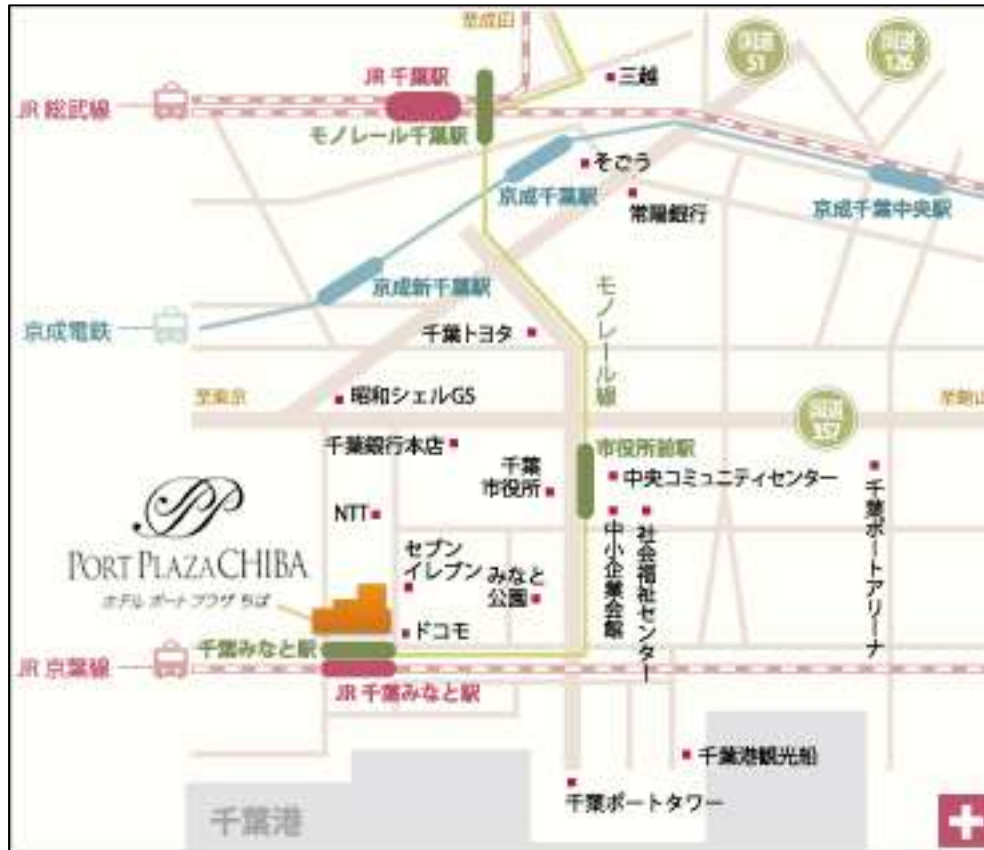 至成田
国道
51
国道
126
JR 千葉駅
三越
JR 総武線
モノレール千葉駅
そごう
京成千葉駅
常陽銀行
京成千葉中央駅
京成新千葉駅
京成電鉄
千葉トヨタ
モノレール線
至東京
昭和シェルGS
国道
357
至館山
千葉銀行本店
市役所前駅
千葉
市役所
中央コミュニティセンター
千葉ポートアリーナ
NTT
中小企業会館
社会福祉センター
PORT PLAZA CHIBA
ホテル ポート プラザ ちば
セブン
イレブン
みなと
公園
ドコモ
千葉みなと駅
JR 京葉線
JR 千葉みなと駅
千葉港観光船
千葉ポートタワー
千葉港